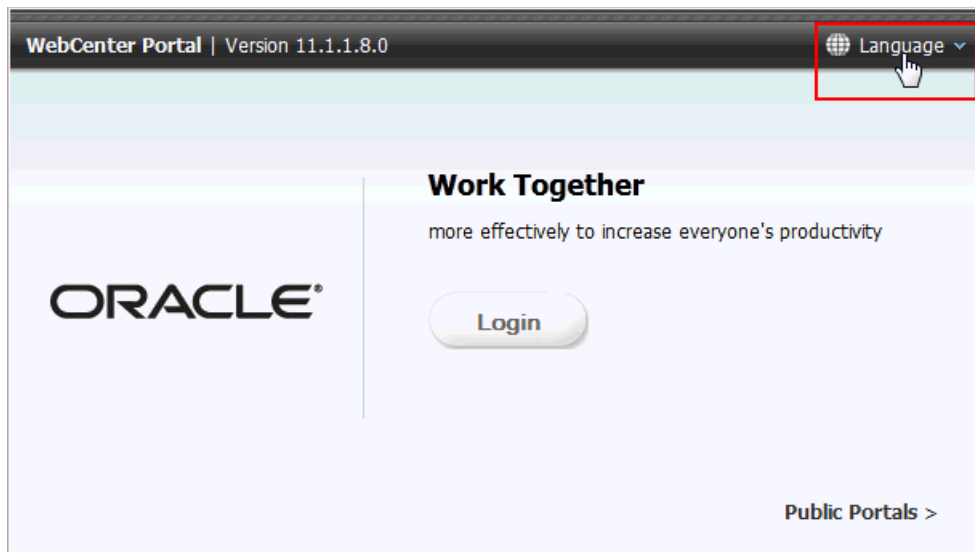 WebCenter Portal | Version 11.1.1.8.0
Language
Work Together
more effectively to increase everyone's productivity
ORACLE®
Login
Public Portals >